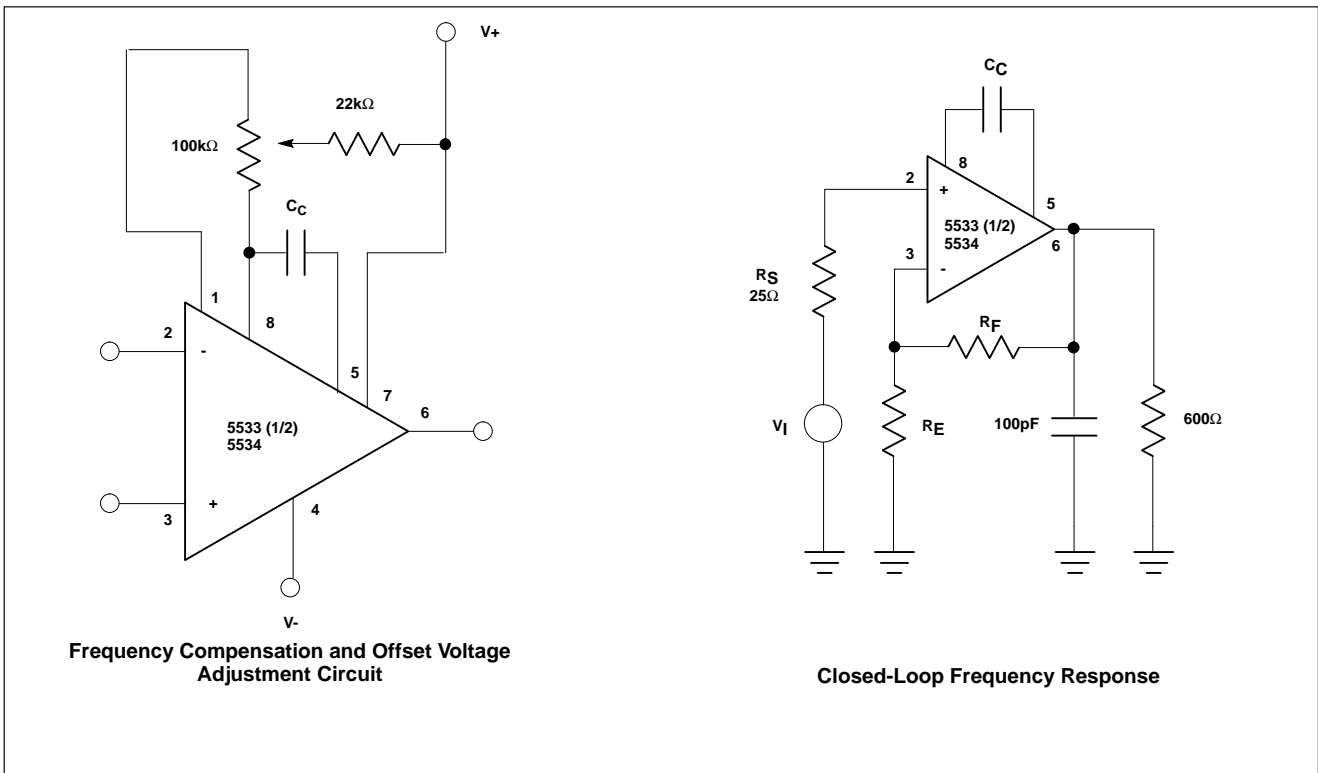 V+
22kΩ
100kΩ
CC
1
2
8
-
5
7
6
5533 (1/2)
5534
+
3
4
V-
Frequency Compensation and Offset Voltage
Adjustment Circuit
CC
8
2
+
5
5533 (1/2)
5534
6
3
-
RS
25Ω
RF
VI
RE
100pF
600Ω
Closed-Loop Frequency Response